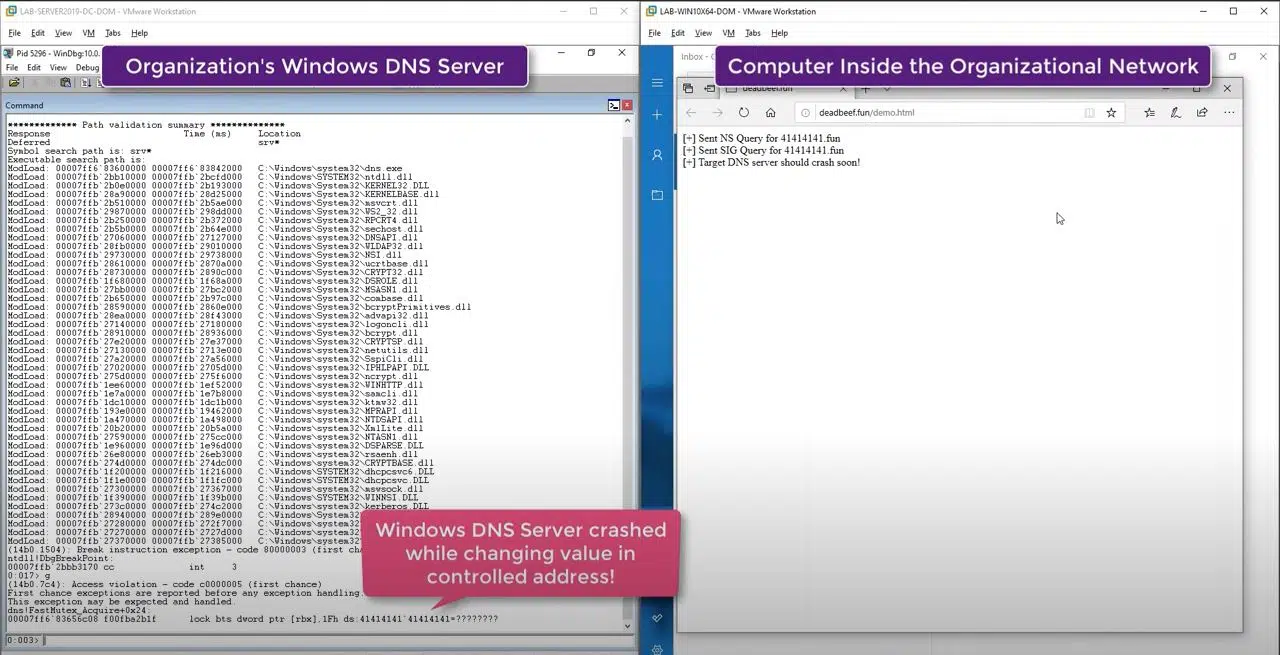 LAB-SERVER2019-DC-DOM - VMware Workstation
File Edit View VM Tabs Help
Pid 5296 - WinDbg:10.0.
File Edit View Debug
Organization's Windows DNS Server
Command
************* Path validation summary **************
Response Time (ms) Location
Deferred srv*
Symbol search path is: srv*
Executable search path is:
ModLoad: 00007ff6`83600000 00007ff6`83842000 C:\Windows\system32\dns.exe
ModLoad: 00007ffb`2bb10000 00007ffb`2bcfd000 C:\Windows\SYSTEM32\ntdll.dll
ModLoad: 00007ffb`2b0e0000 00007ffb`2b193000 C:\Windows\System32\KERNEL32.DLL
ModLoad: 00007ffb`28a90000 00007ffb`28d25000 C:\Windows\System32\KERNELBASE.dll
ModLoad: 00007ffb`2b510000 00007ffb`2b5ae000 C:\Windows\System32\msvcrt.dll
ModLoad: 00007ffb`29870000 00007ffb`298dd000 C:\Windows\System32\WS2_32.dll
ModLoad: 00007ffb`2b250000 00007ffb`2b372000 C:\Windows\System32\RPCRT4.dll
ModLoad: 00007ffb`2b5b0000 00007ffb`2b64e000 C:\Windows\System32\sechost.dll
ModLoad: 00007ffb`27060000 00007ffb`27127000 C:\Windows\System32\DNSAPI.dll
ModLoad: 00007ffb`28fb0000 00007ffb`29010000 C:\Windows\System32\WLDAP32.dll
ModLoad: 00007ffb`29730000 00007ffb`29738000 C:\Windows\System32\NSI.dll
ModLoad: 00007ffb`28610000 00007ffb`2870a000 C:\Windows\System32\ucrtbase.dll
ModLoad: 00007ffb`28730000 00007ffb`2890c000 C:\Windows\System32\CRYPT32.dll
ModLoad: 00007ffb`1f680000 00007ffb`1f68a000 C:\Windows\System32\DSROLE.dll
ModLoad: 00007ffb`27bb0000 00007ffb`27bc2000 C:\Windows\System32\MSASN1.dll
ModLoad: 00007ffb`2b650000 00007ffb`2b97c000 C:\Windows\System32\combase.dll
ModLoad: 00007ffb`28590000 00007ffb`2860e000 C:\Windows\System32\bcryptPrimitives.dll
ModLoad: 00007ffb`28ea0000 00007ffb`28f43000 C:\Windows\System32\advapi32.dll
ModLoad: 00007ffb`27140000 00007ffb`27180000 C:\Windows\system32\logoncli.dll
ModLoad: 00007ffb`28910000 00007ffb`28936000 C:\Windows\System32\bcrypt.dll
ModLoad: 00007ffb`27e20000 00007ffb`27e37000 C:\Windows\System32\CRYPTSP.dll
ModLoad: 00007ffb`27130000 00007ffb`2713e000 C:\Windows\system32\netutils.dll
ModLoad: 00007ffb`27a20000 00007ffb`27a56000 C:\Windows\system32\SspiCli.dll
ModLoad: 00007ffb`27020000 00007ffb`2705d000 C:\Windows\system32\IPHLPAPI.DLL
ModLoad: 00007ffb`275d0000 00007ffb`275f6000 C:\Windows\system32\ncrypt.dll
ModLoad: 00007ffb`1ee60000 00007ffb`1ef52000 C:\Windows\system32\WINHTTP.dll
ModLoad: 00007ffb`1e7a0000 00007ffb`1e7b8000 C:\Windows\system32\samcli.dll
ModLoad: 00007ffb`1dc10000 00007ffb`1dc1b000 C:\Windows\system32\ktmw32.dll
ModLoad: 00007ffb`193e0000 00007ffb`19462000 C:\Windows\system32\MPRAPI.dll
ModLoad: 00007ffb`1a470000 00007ffb`1a498000 C:\Windows\system32\NTDSAPI.dll
ModLoad: 00007ffb`20b20000 00007ffb`20b5a000 C:\Windows\system32\XmlLite.dll
ModLoad: 00007ffb`27590000 00007ffb`275cc000 C:\Windows\system32\NTASN1.dll
ModLoad: 00007ffb`1e960000 00007ffb`1e96d000 C:\Windows\system32\DSPARSE.DLL
ModLoad: 00007ffb`26e80000 00007ffb`26eb3000 C:\Windows\system32\rsaenh.dll
ModLoad: 00007ffb`274d0000 00007ffb`274dc000 C:\Windows\system32\CRYPTBASE.dll
ModLoad: 00007ffb`1f200000 00007ffb`1f216000 C:\Windows\SYSTEM32\dhcpcsvc6.DLL
ModLoad: 00007ffb`1f1e0000 00007ffb`1f1fc000 C:\Windows\SYSTEM32\dhcpcsvc.DLL
ModLoad: 00007ffb`27300000 00007ffb`27367000 C:\Windows\system32\mswsock.dll
ModLoad: 00007ffb`1f390000 00007ffb`1f39b000 C:\Windows\SYSTEM32\WINNSI.DLL
ModLoad: 00007ffb`273c0000 00007ffb`274c2000 C:\Windows\system32\kerberos.DLL
ModLoad: 00007ffb`28940000 00007ffb`289e0000 C:\Windows
ModLoad: 00007ffb`27280000 00007ffb`272f7000 C:\Windows
ModLoad: 00007ffb`27270000 00007ffb`2727d000 C:\Windows
ModLoad: 00007ffb`27370000 00007ffb`27385000 C:\Windows
(14b0.1504): Break instruction exception - code 80000003 (first cha
ntdll!DbgBreakPoint:
00007ffb`2bbb3170 cc int 3
0:017> g
(14b0.7c4): Access violation - code c0000005 (first chance)
First chance exceptions are reported before any exception handling.
This exception may be expected and handled.
dns!FastMutex_Acquire+0x24:
00007ff6`83656c08 f00fba2b1f lock bts dword ptr [rbx],1Fh ds:41414141`41414141=????????
0:003>
Windows DNS Server crashed
while changing value in
controlled address!
LAB-WIN10X64-DOM - VMware Workstation
File Edit View VM Tabs Help
Computer Inside the Organizational Network
Inbox -
deadbeef.fun
deadbeef.fun/demo.html
[+] Sent NS Query for 41414141.fun
[+] Sent SIG Query for 41414141.fun
[+] Target DNS server should crash soon!